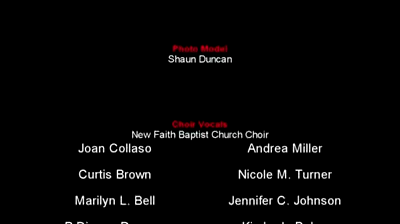 Photo Model
Shaun Duncan
Choir Vocals
New Faith Baptist Church Choir
Joan Collaso Andrea Miller
Curtis Brown Nicole M. Turner
Marilyn L. Bell Jennifer C. Johnson